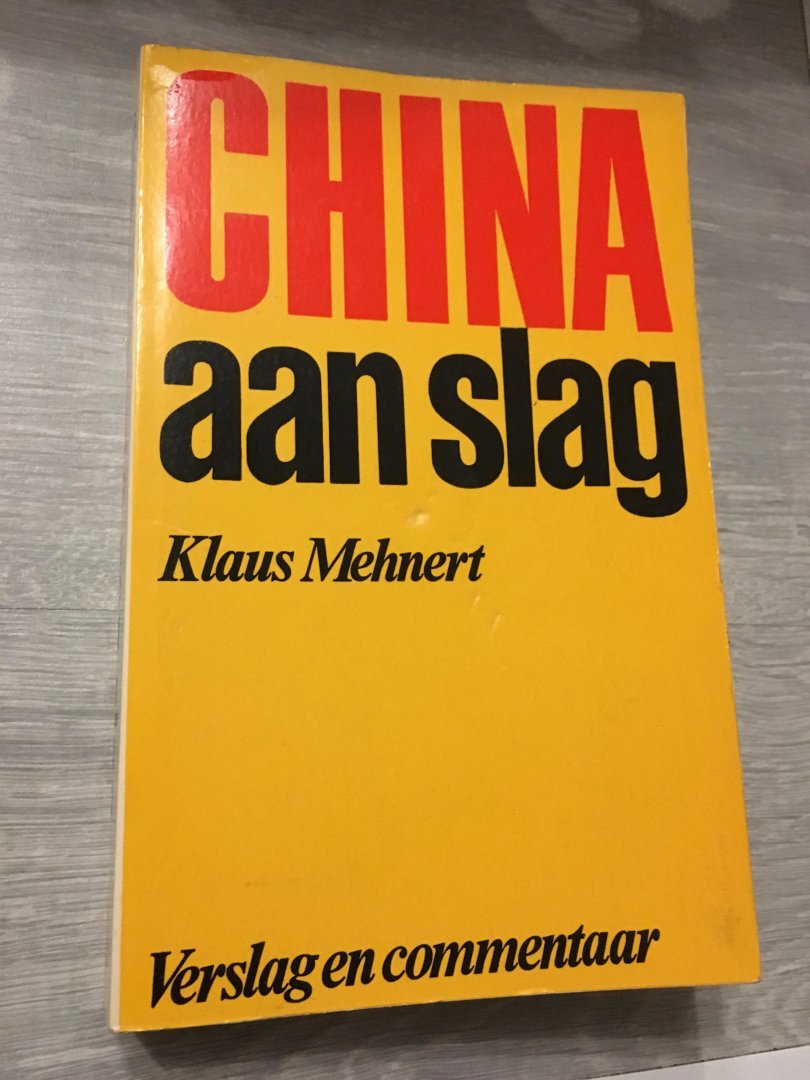 CHINA
aan slag
Klaus Mehnert
Verslag en commentaar